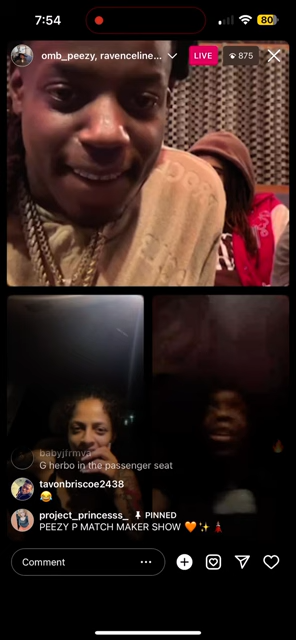 7:54
80
omb_peezy, ravenceline...
LIVE
875
babyjfrmva
G herbo in the passenger seat
tavonbriscoe2438
😂
project_princesss_ PINNED
PEEZY P MATCH MAKER SHOW 🧡✨💃
Comment